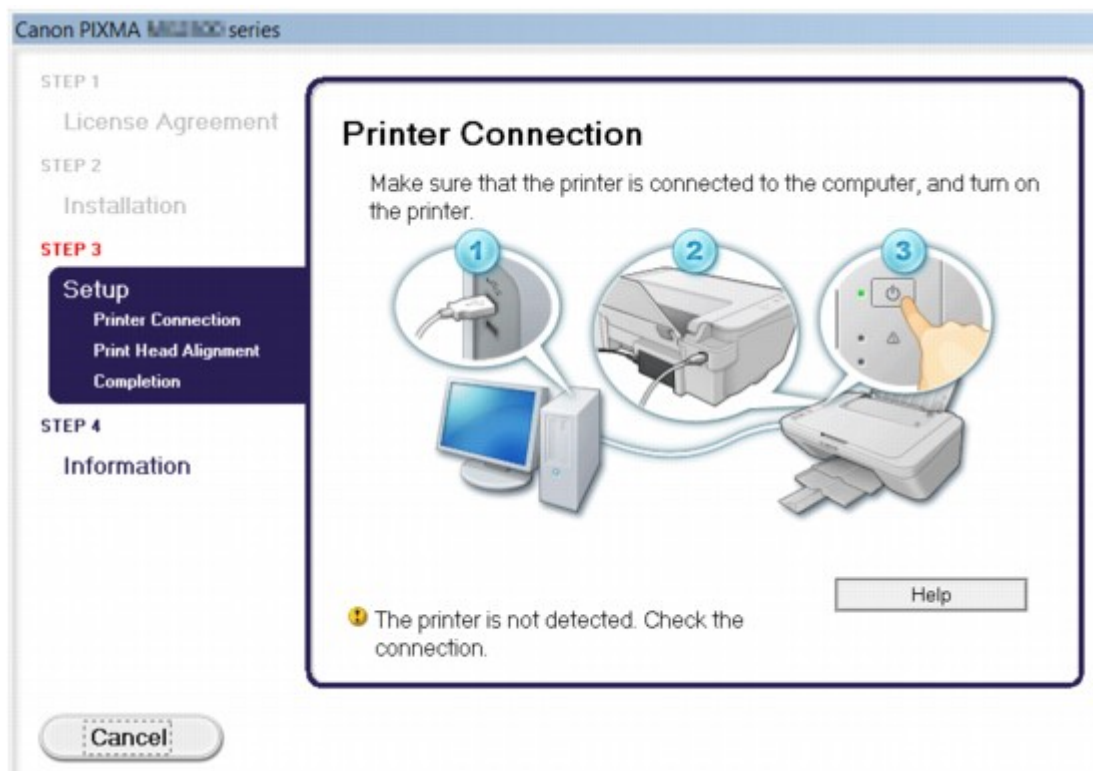 Canon PIXMA series
STEP 1
License Agreement
STEP 2
Installation
STEP 3
Setup
Printer Connection
Print Head Alignment
Completion
STEP 4
Information
Printer Connection
Make sure that the printer is connected to the computer, and turn on
the printer.
1
2
3
The printer is not detected. Check the
connection.
Help
Cancel